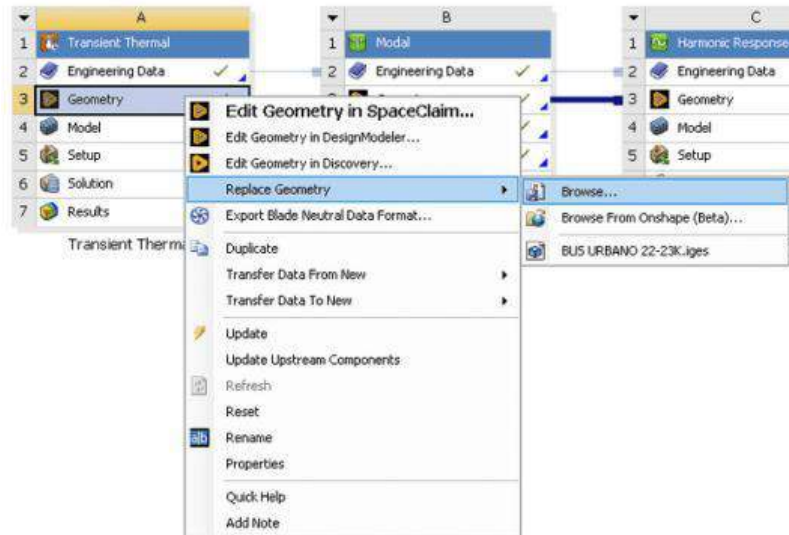 A
1 Transient Thermal
2 Engineering Data
3 Geometry
4 Model
5 Setup
6 Solution
7 Results
Transient Therma
B
1 Modal
2 Engineering Data
C
1 Harmonic Response
2 Engineering Data
3 Geometry
4 Model
5 Setup
Edit Geometry in SpaceClaim...
Edit Geometry in DesignModeler...
Edit Geometry in Discovery...
Replace Geometry
Export Blade Neutral Data Format...
Duplicate
Transfer Data From New
Transfer Data To New
Update
Update Upstream Components
Refresh
Reset
Rename
Properties
Quick Help
Add Note
Browse...
Browse From Onshape (Beta)...
BUS URBANO 22-23K.iges